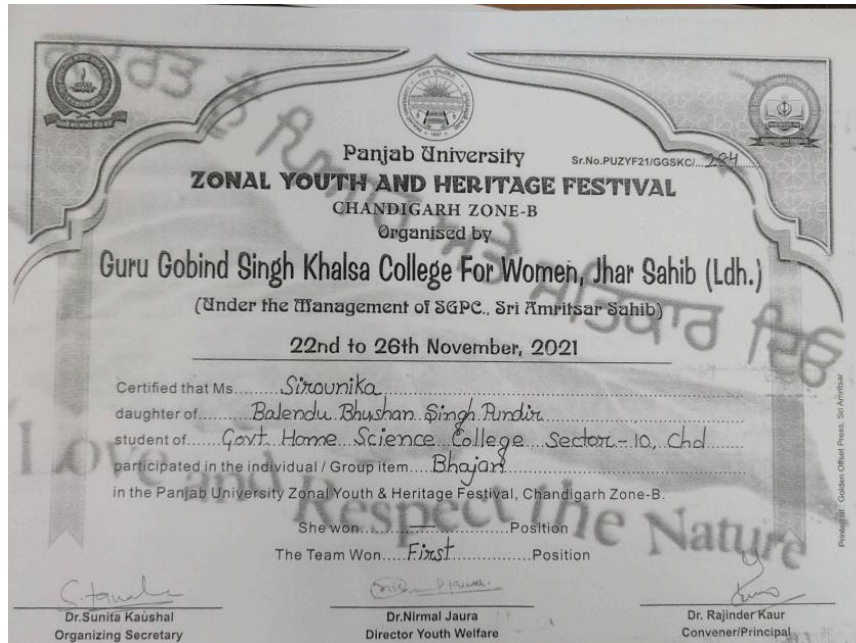 Panjab University
Sr.No.PUZYF21/GGSKC/...284
ZONAL YOUTH AND HERITAGE FESTIVAL
CHANDIGARH ZONE-B
Organised by
Guru Gobind Singh Khalsa College For Women, Jhar Sahib (Ldh.)
(Under the Management of SGPC., Sri Amritsar Sahib)
22nd to 26th November, 2021
Certified that Ms. Sirounika
daughter of Balendu Bhushan Singh Pundir
student of Govt. Home Science College Sector-10, Chd
participated in the individual / Group item Bhajan
in the Panjab University Zonal Youth & Heritage Festival, Chandigarh Zone-B.
She won — Position
The Team Won First Position
ਕੁਦਰਤ ਨੂੰ ਪਿਆਰ ਅਤੇ ਸਤਿਕਾਰ ਦਿਓ
Love and Respect the Nature
Dr.Sunita Kaushal
Organizing Secretary
Dr.Nirmal Jaura
Director Youth Welfare
Dr. Rajinder Kaur
Convener/Principal
Printed at : Golden Offset Press, Sri Amritsar